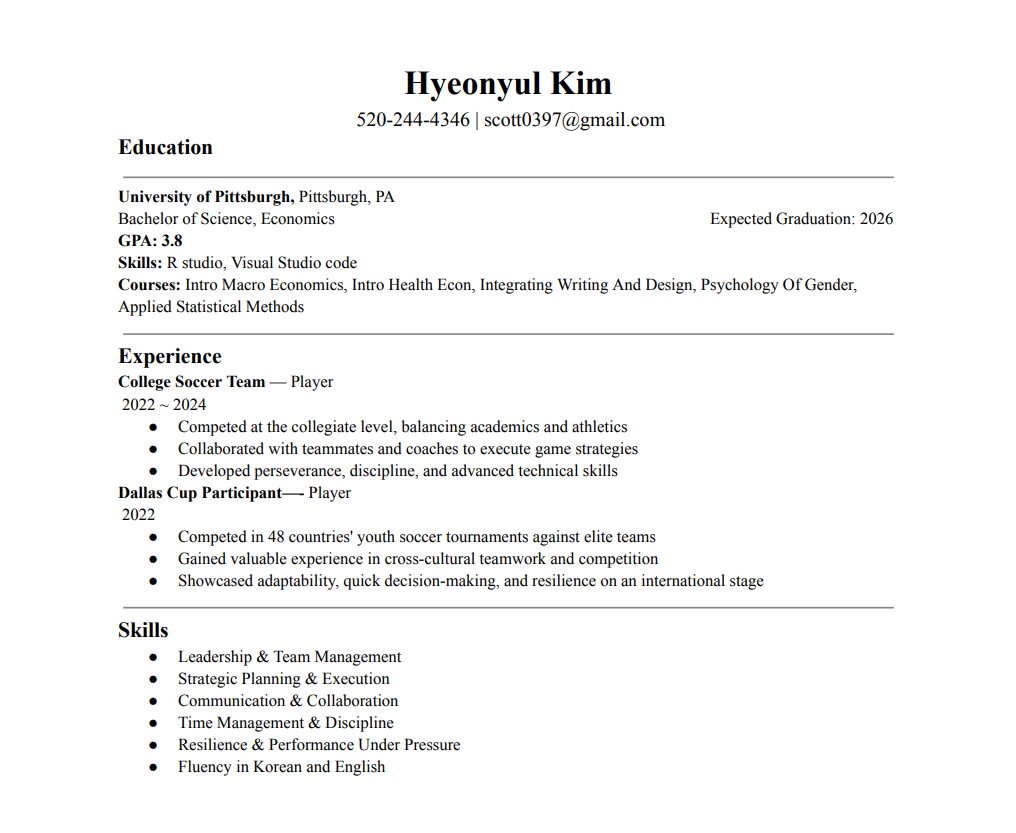 Hyeonyul Kim
520-244-4346 | scott0397@gmail.com
Education
University of Pittsburgh, Pittsburgh, PA
Bachelor of Science, Economics Expected Graduation: 2026
GPA: 3.8
Skills: R studio, Visual Studio code
Courses: Intro Macro Economics, Intro Health Econ, Integrating Writing And Design, Psychology Of Gender,
Applied Statistical Methods
Experience
College Soccer Team — Player
2022 ~ 2024
● Competed at the collegiate level, balancing academics and athletics
● Collaborated with teammates and coaches to execute game strategies
● Developed perseverance, discipline, and advanced technical skills
Dallas Cup Participant—- Player
2022
● Competed in 48 countries' youth soccer tournaments against elite teams
● Gained valuable experience in cross-cultural teamwork and competition
● Showcased adaptability, quick decision-making, and resilience on an international stage
Skills
● Leadership & Team Management
● Strategic Planning & Execution
● Communication & Collaboration
● Time Management & Discipline
● Resilience & Performance Under Pressure
● Fluency in Korean and English